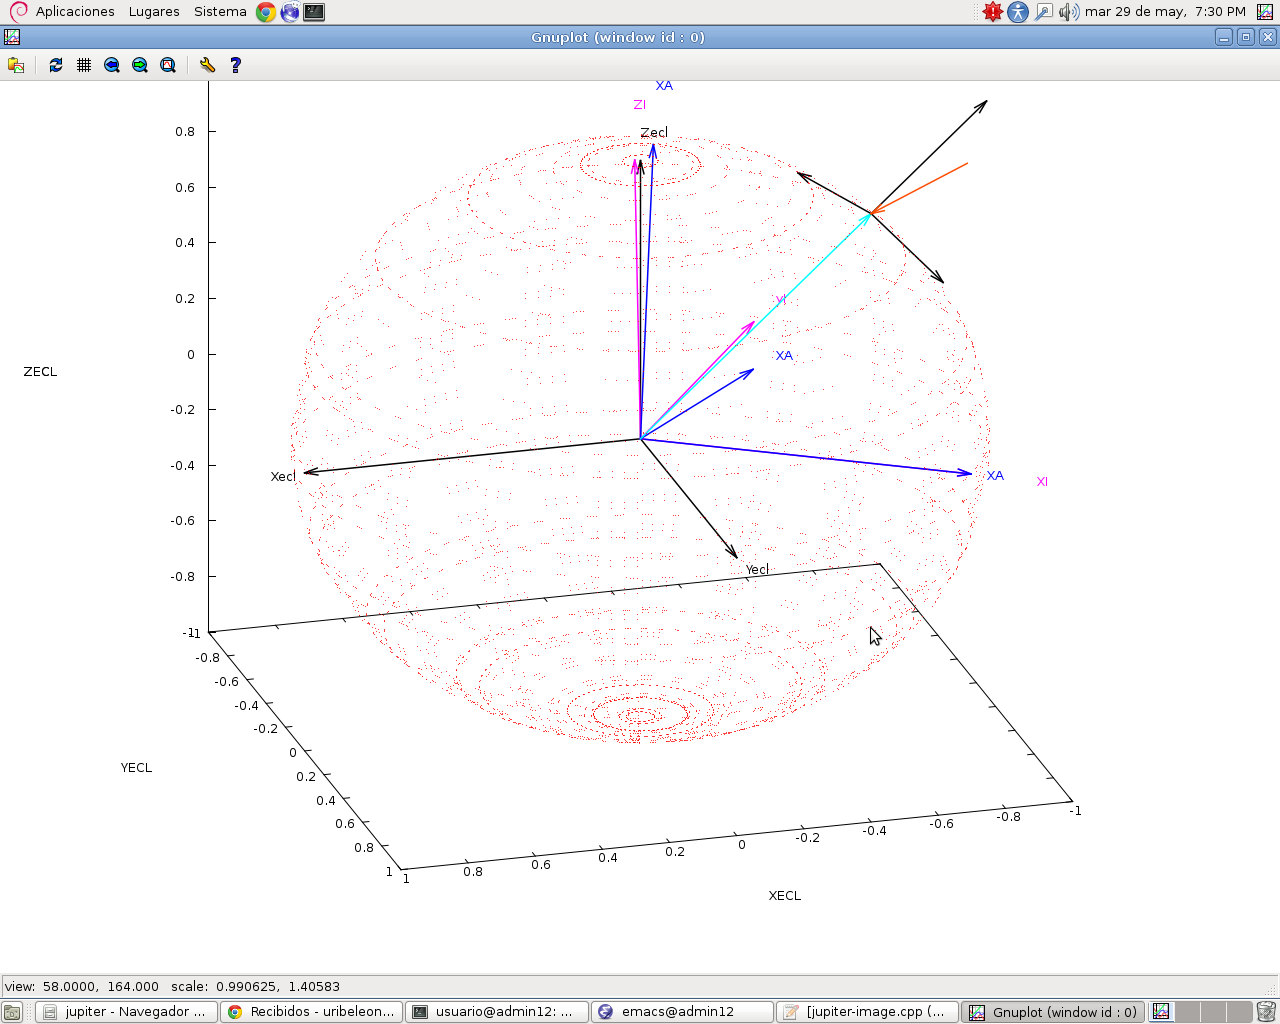 Aplicaciones Lugares Sistema mar 29 de may, 7:30 PM
Gnuplot (window id : 0)
XA
ZI
Zecl
0.8
0.6
0.4
0.2
0
-0.2
-0.4
-0.6
-0.8
-1
ZECL
YI
XA
Xecl
XA
XI
Yecl
-1
-0.8
-0.6
-0.4
-0.2
0
0.2
0.4
0.6
0.8
1
YECL
1
0.8
0.6
0.4
0.2
0
-0.2
-0.4
-0.6
-0.8
-1
XECL
view: 58.0000, 164.000 scale: 0.990625, 1.40583
jupiter - Navegador ... Recibidos - uribeleon... usuario@admin12: ... emacs@admin12 [jupiter-image.cpp (... Gnuplot (window id : 0)